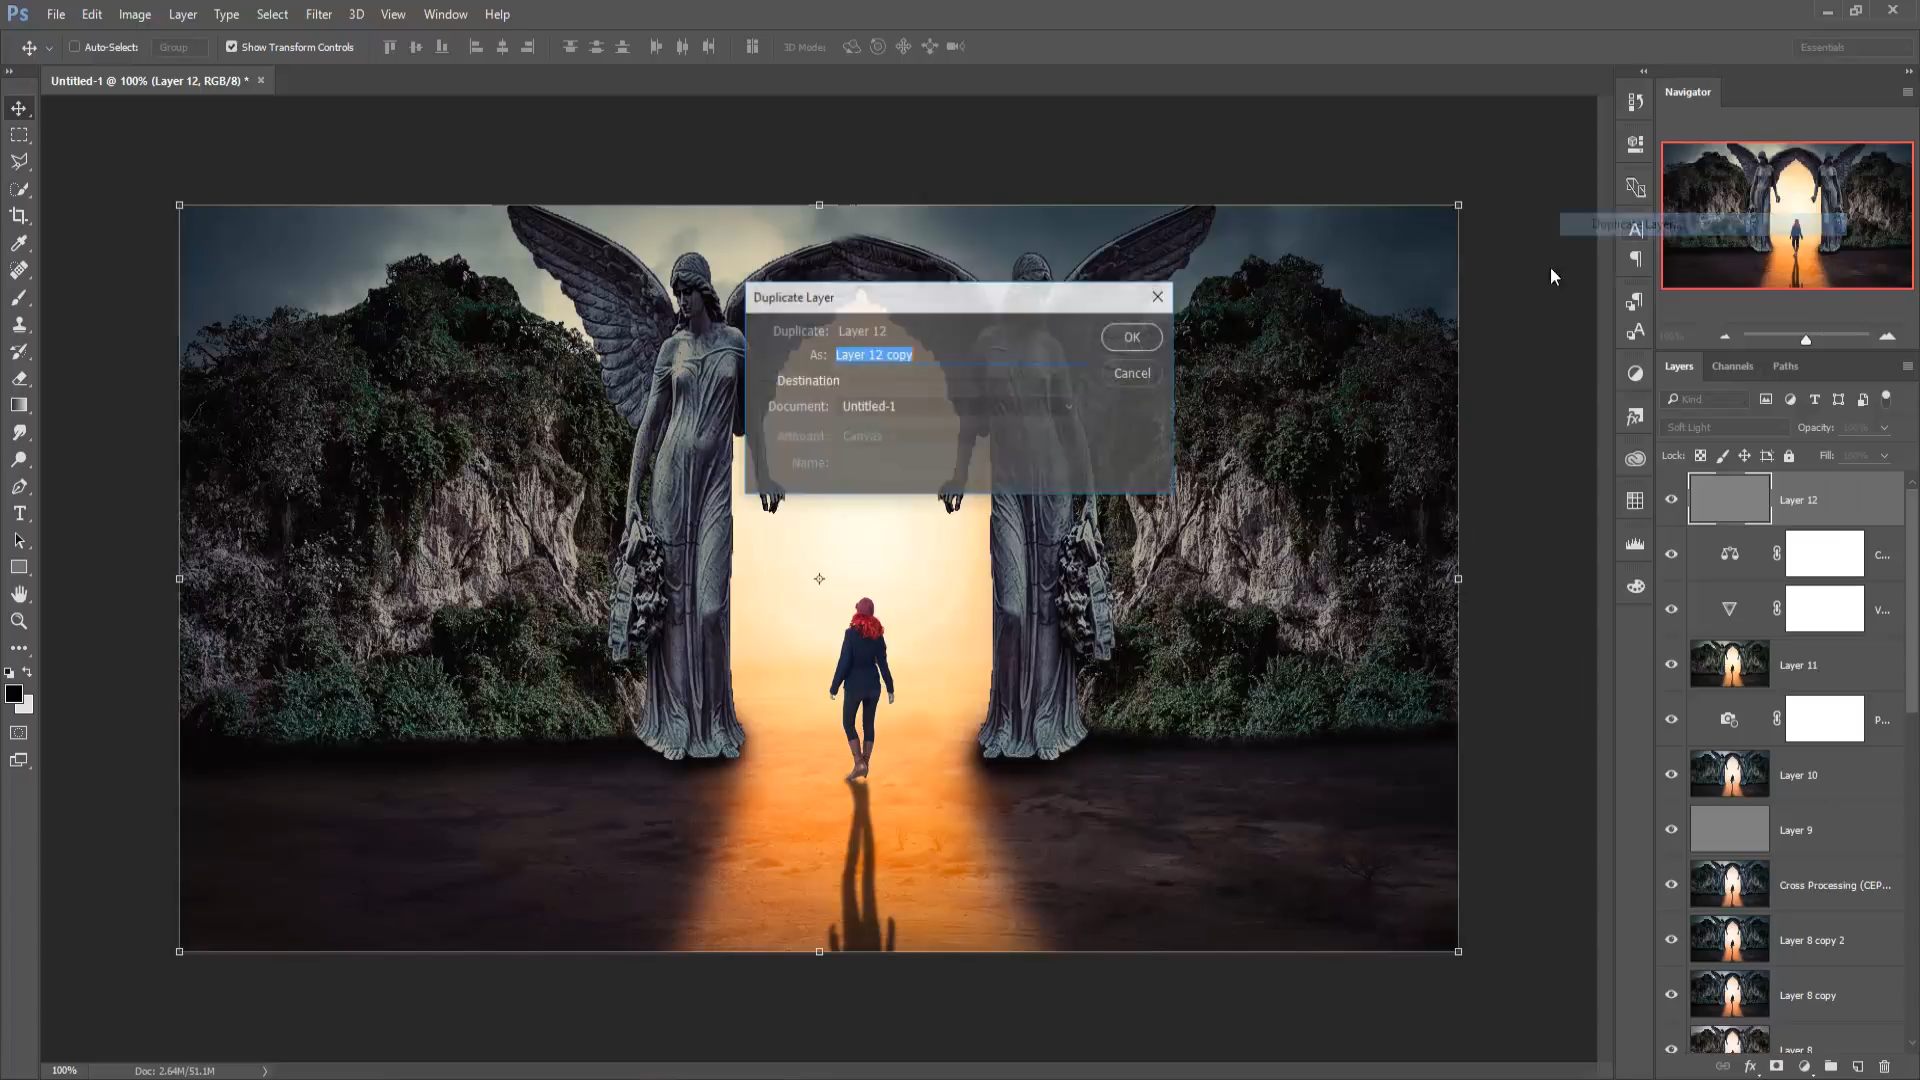 Ps File Edit Image Layer Type Select Filter 3D View Window Help
Auto-Select: Group Show Transform Controls 3D Mode: Essentials
Untitled-1 @ 100% (Layer 12, RGB/8) *
Navigator
Duplicate Layer...
Duplicate Layer
Duplicate: Layer 12
OK
As: Layer 12 copy
Cancel
Destination
Document: Untitled-1
Canvas
Name:
Layers Channels Paths
Kind
Soft Light Opacity: 100%
Lock: Fill: 100%
Layer 12
C...
V...
Layer 11
P...
Layer 10
Layer 9
Cross Processing (CEP...
Layer 8 copy 2
Layer 8 copy
Layer 8
100% Doc: 2.64M/51.1M